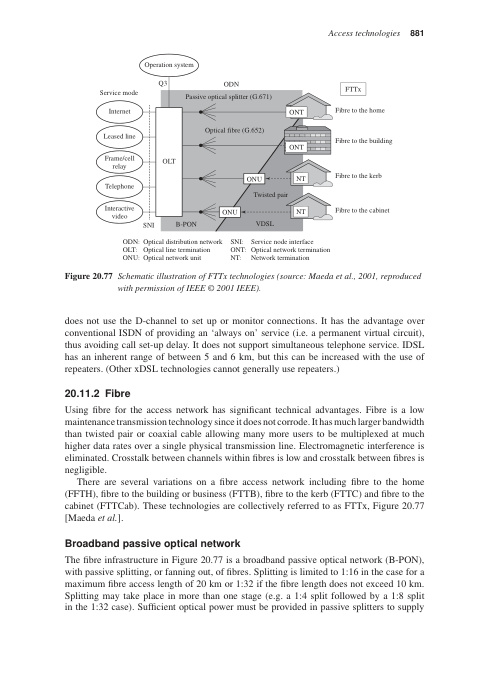 Access technologies 881
Operation system
Q3
ODN
FTTx
Service mode
Passive optical splitter (G.671)
Internet
ONT
Fibre to the home
Optical fibre (G.652)
Leased line
ONT
Fibre to the building
Frame/cell
relay
OLT
ONU
NT
Fibre to the kerb
Telephone
Twisted pair
Interactive
video
ONU
NT
Fibre to the cabinet
SNI
B-PON
VDSL
ODN: Optical distribution network SNI: Service node interface
OLT: Optical line termination ONT: Optical network termination
ONU: Optical network unit NT: Network termination
Figure 20.77 Schematic illustration of FTTx technologies (source: Maeda et al., 2001, reproduced
with permission of IEEE © 2001 IEEE).
does not use the D-channel to set up or monitor connections. It has the advantage over
conventional ISDN of providing an ‘always on’ service (i.e. a permanent virtual circuit),
thus avoiding call set-up delay. It does not support simultaneous telephone service. IDSL
has an inherent range of between 5 and 6 km, but this can be increased with the use of
repeaters. (Other xDSL technologies cannot generally use repeaters.)
20.11.2 Fibre
Using fibre for the access network has significant technical advantages. Fibre is a low
maintenance transmission technology since it does not corrode. It has much larger bandwidth
than twisted pair or coaxial cable allowing many more users to be multiplexed at much
higher data rates over a single physical transmission line. Electromagnetic interference is
eliminated. Crosstalk between channels within fibres is low and crosstalk between fibres is
negligible.
There are several variations on a fibre access network including fibre to the home
(FFTH), fibre to the building or business (FTTB), fibre to the kerb (FTTC) and fibre to the
cabinet (FTTCab). These technologies are collectively referred to as FTTx, Figure 20.77
[Maeda et al.].
Broadband passive optical network
The fibre infrastructure in Figure 20.77 is a broadband passive optical network (B-PON),
with passive splitting, or fanning out, of fibres. Splitting is limited to 1:16 in the case for a
maximum fibre access length of 20 km or 1:32 if the fibre length does not exceed 10 km.
Splitting may take place in more than one stage (e.g. a 1:4 split followed by a 1:8 split
in the 1:32 case). Sufficient optical power must be provided in passive splitters to supply